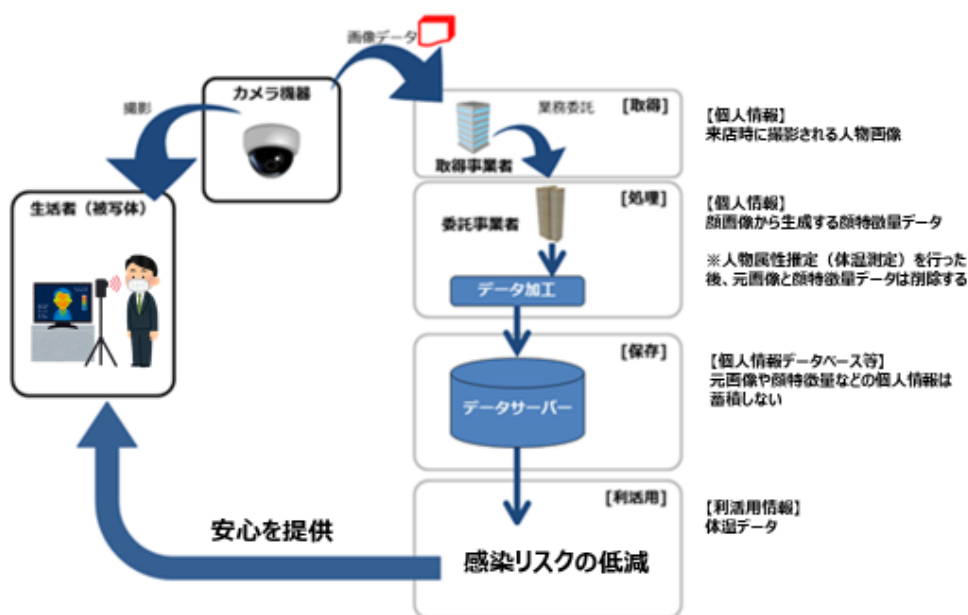 画像データ
カメラ機器
撮影
生活者（被写体）
[取得]
業務委託
取得事業者
【個人情報】
来店時に撮影される人物画像
[処理]
委託事業者
データ加工
【個人情報】
顔画像から生成する顔特徴量データ
※人物属性推定（体温測定）を行った
後、元画像と顔特徴量データは削除する
[保存]
データサーバー
【個人情報データベース等】
元画像や顔特徴量などの個人情報は
蓄積しない
[利活用]
感染リスクの低減
【利活用情報】
体温データ
安心を提供